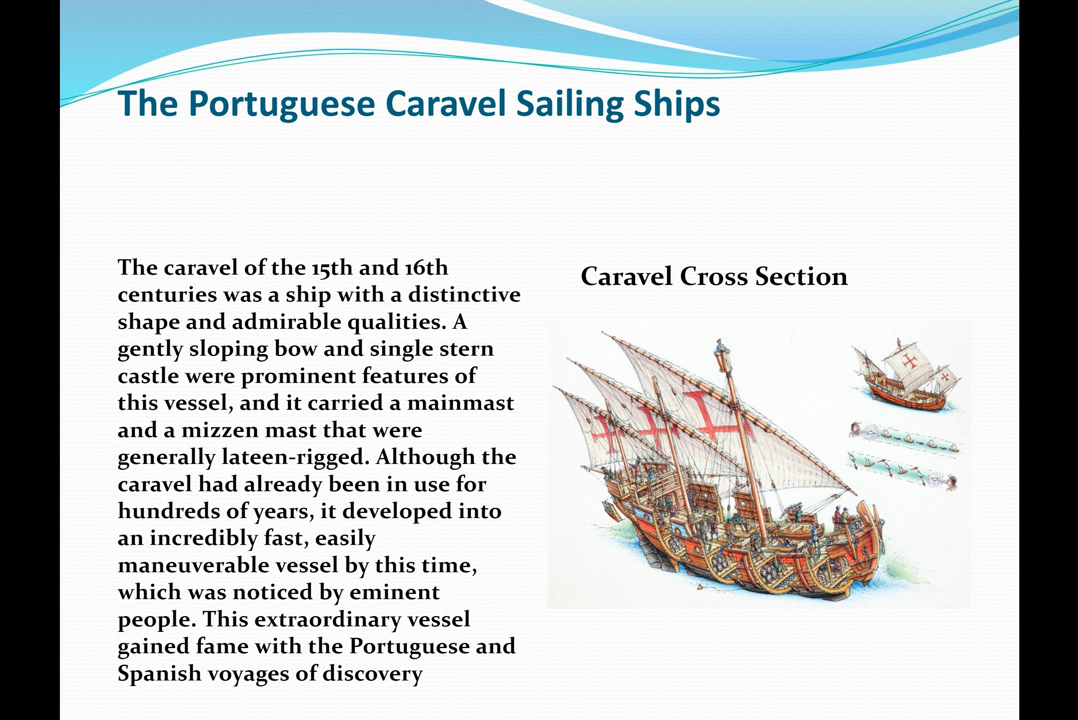 The Portuguese Caravel Sailing Ships
The caravel of the 15th and 16th
centuries was a ship with a distinctive
shape and admirable qualities. A
gently sloping bow and single stern
castle were prominent features of
this vessel, and it carried a mainmast
and a mizzen mast that were
generally lateen-rigged. Although the
caravel had already been in use for
hundreds of years, it developed into
an incredibly fast, easily
maneuverable vessel by this time,
which was noticed by eminent
people. This extraordinary vessel
gained fame with the Portuguese and
Spanish voyages of discovery
Caravel Cross Section